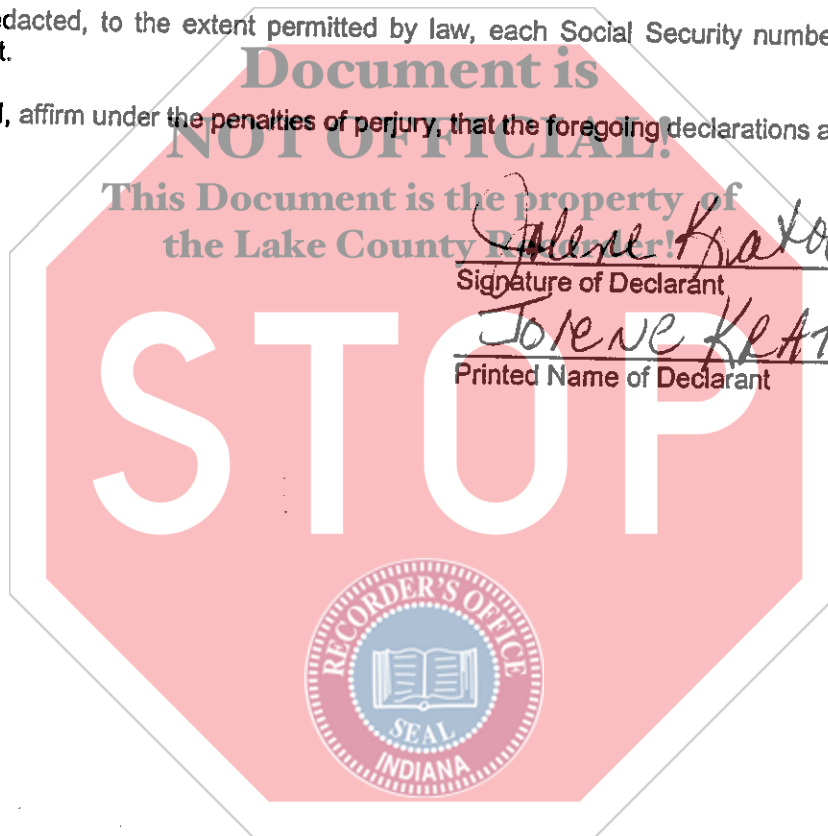 edacted, to the extent permitted by law, each Social Security numbe
t.
Document is
I, affirm under the penalties of perjury, that the foregoing declarations a
NOT OFFICIAL!
This Document is the property of
the Lake County Recorder!
Jolene
Signature of Declarant
Jolene
Printed Name of Declarant
STOP
RECORDER'S OFFICE
SEAL
INDIANA